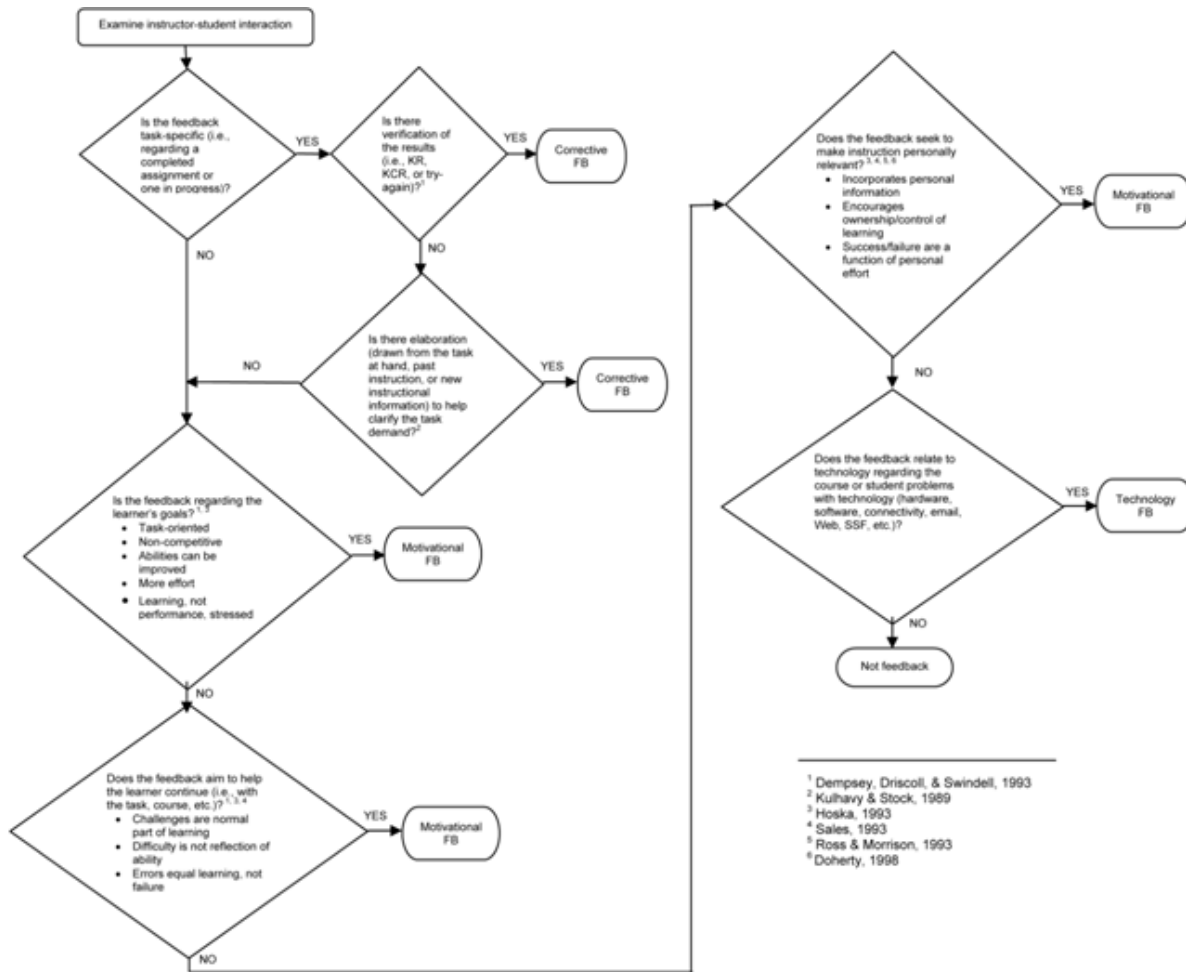 Examine instructor-student interaction
Is the feedback
task-specific (i.e.,
regarding a
completed
assignment or
one in progress)?
YES
Is there
verification of
the results
(i.e., KR,
KCR, or try-
again)?1
YES
Corrective
FB
NO
NO
Is there elaboration
(drawn from the task
at hand, past
instruction, or new
instructional
information) to help
clarify the task
demand?2
NO
YES
Corrective
FB
Is the feedback regarding the
learner's goals? 1, 3
• Task-oriented
• Non-competitive
• Abilities can be
improved
• More effort
• Learning, not
performance, stressed
YES
Motivational
FB
NO
Does the feedback aim to help
the learner continue (i.e., with
the task, course, etc.)? 1, 3, 4
• Challenges are normal
part of learning
• Difficulty is not reflection of
ability
• Errors equal learning, not
failure
YES
Motivational
FB
NO
Does the feedback seek to
make instruction personally
relevant? 3, 4, 5, 6
• Incorporates personal
information
• Encourages
ownership/control of
learning
• Success/failure are a
function of personal
effort
YES
Motivational
FB
NO
Does the feedback relate to
technology regarding the
course or student problems
with technology (hardware,
software, connectivity, email,
Web, SSF, etc.)?
YES
Technology
FB
NO
Not feedback
1 Dempsey, Driscoll, & Swindell, 1993
2 Kulhavy & Stock, 1989
3 Hoska, 1993
4 Sales, 1993
5 Ross & Morrison, 1993
6 Doherty, 1998